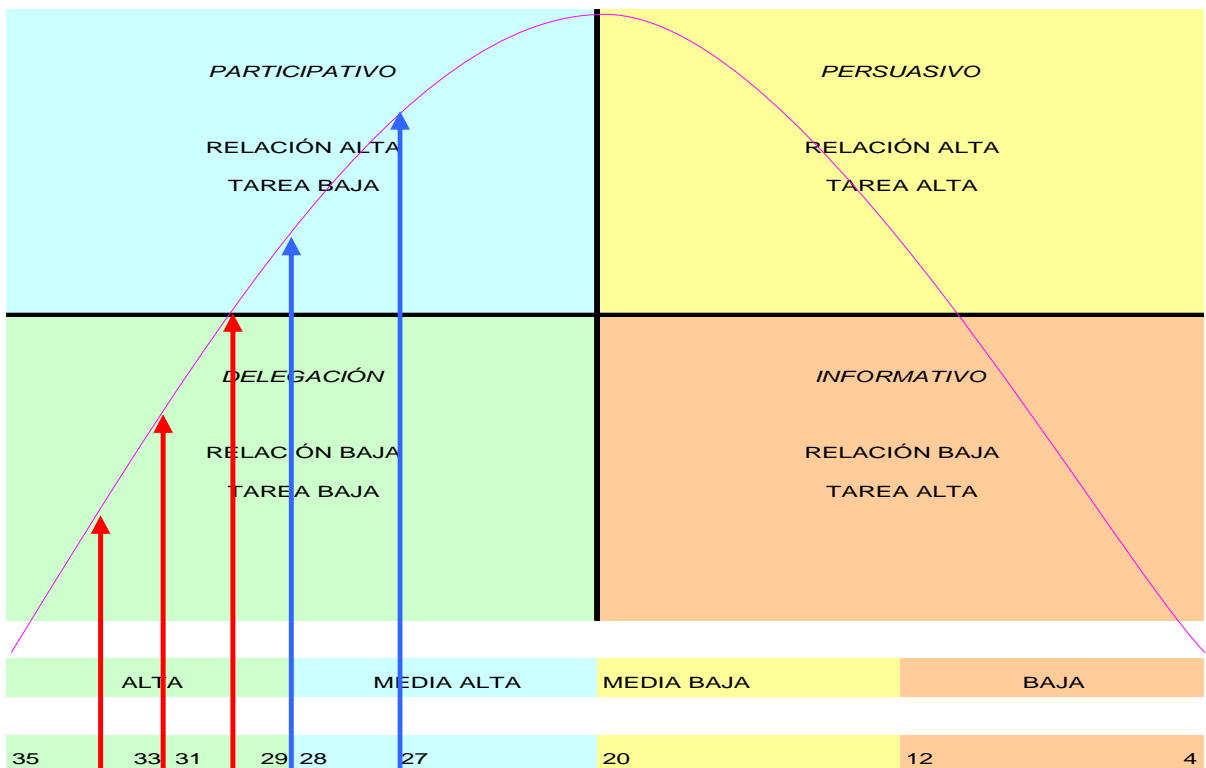 PARTICIPATIVO
RELACIÓN ALTA
TAREA BAJA
PERSUASIVO
RELACIÓN ALTA
TAREA ALTA
DELEGACIÓN
RELACIÓN BAJA
TAREA BAJA
INFORMATIVO
RELACIÓN BAJA
TAREA ALTA
ALTA MEDIA ALTA MEDIA BAJA BAJA
35 33 31 29 28 27 20 12 4